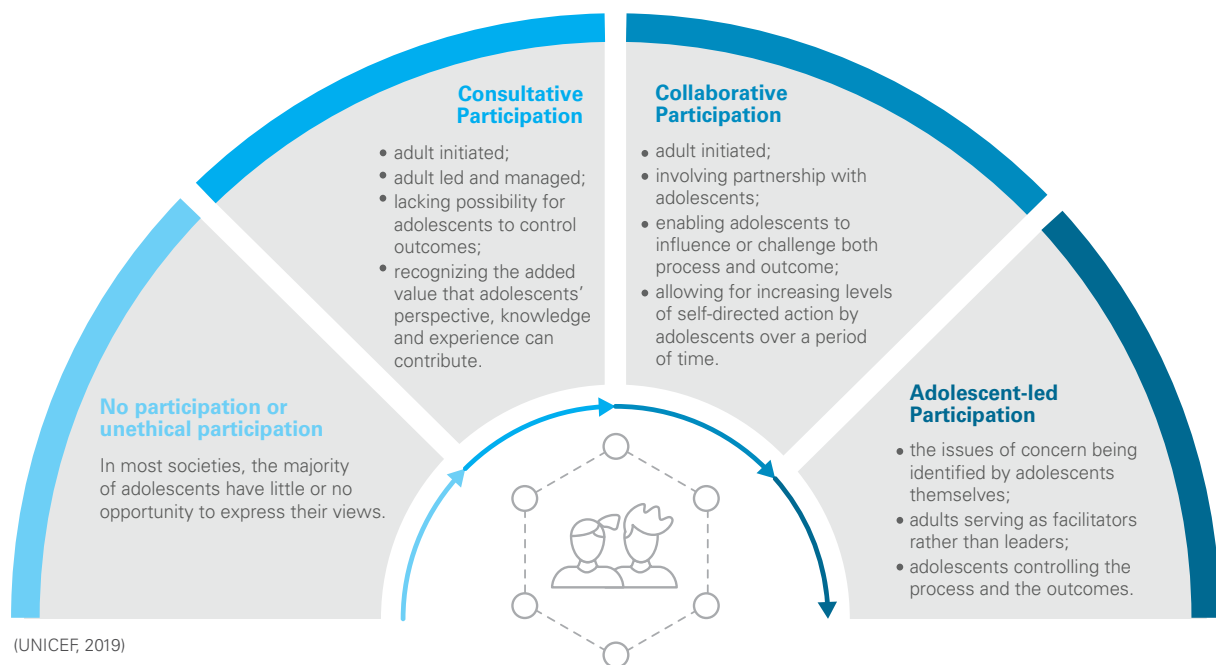 No participation or
unethical participation
In most societies, the majority
of adolescents have little or no
opportunity to express their views.
Consultative
Participation
• adult initiated;
• adult led and managed;
• lacking possibility for
adolescents to control
outcomes;
• recognizing the added
value that adolescents’
perspective, knowledge
and experience can
contribute.
Collaborative
Participation
• adult initiated;
• involving partnership with
adolescents;
• enabling adolescents to
influence or challenge both
process and outcome;
• allowing for increasing levels
of self-directed action by
adolescents over a period
of time.
Adolescent-led
Participation
• the issues of concern being
identified by adolescents
themselves;
• adults serving as facilitators
rather than leaders;
• adolescents controlling the
process and the outcomes.
(UNICEF, 2019)